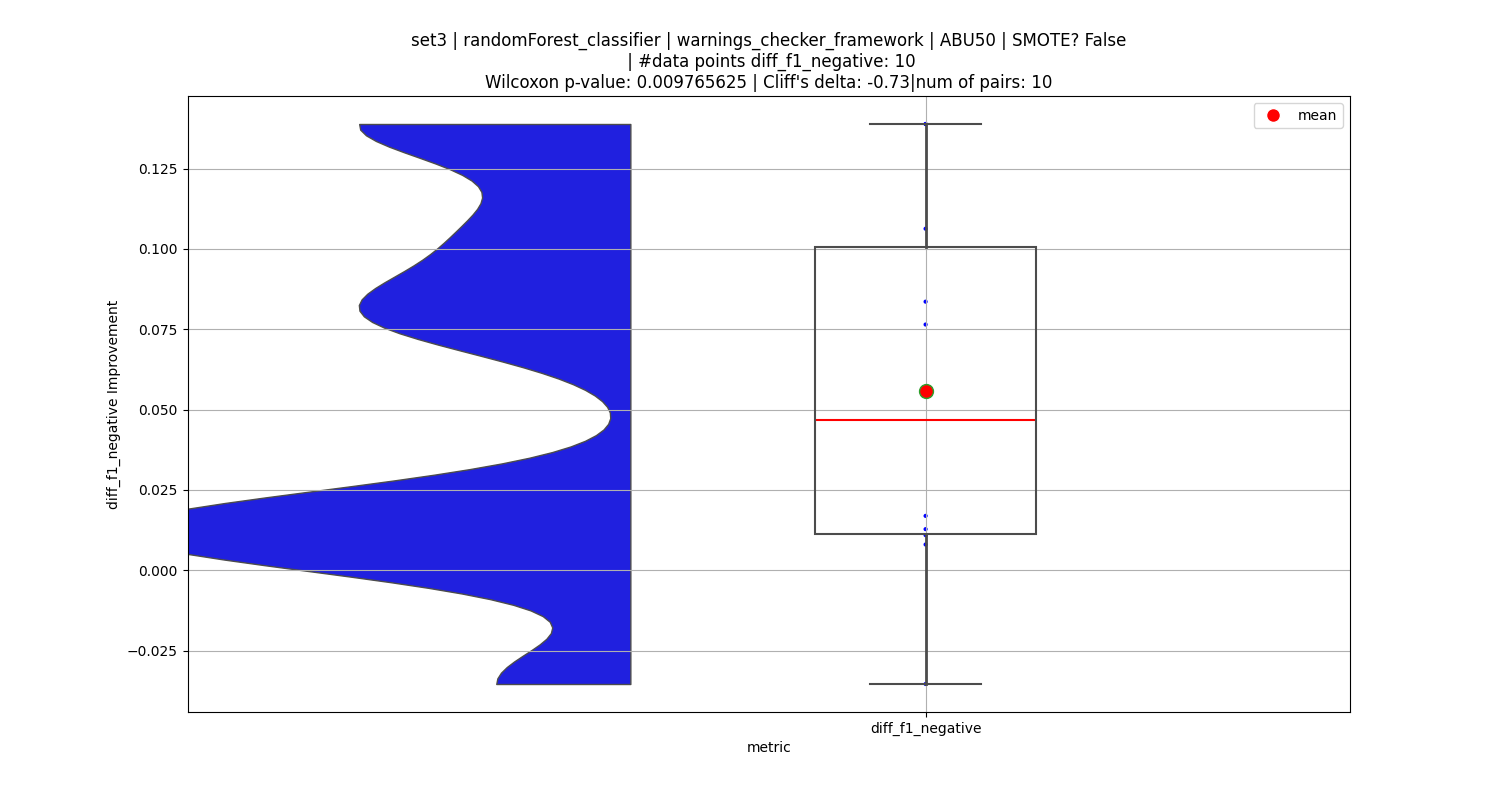 set3 | randomForest_classifier | warnings_checker_framework | ABU50 | SMOTE? False
| #data points diff_f1_negative: 10
Wilcoxon p-value: 0.009765625 | Cliff's delta: -0.73|num of pairs: 10
mean
0.125
0.100
0.075
0.050
0.025
0.000
−0.025
diff_f1_negative Improvement
diff_f1_negative
metric